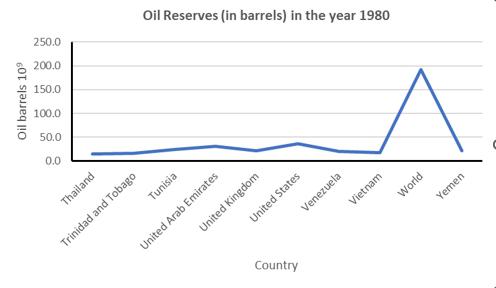 Oil Reserves (in barrels) in the year 1980
Oil barrels 10⁹
250.0
200.0
150.0
100.0
50.0
0.0
Thailand
Trinidad and Tobago
Tunisia
United Arab Emirates
United Kingdom
United States
Venezuela
Vietnam
World
Yemen
Country